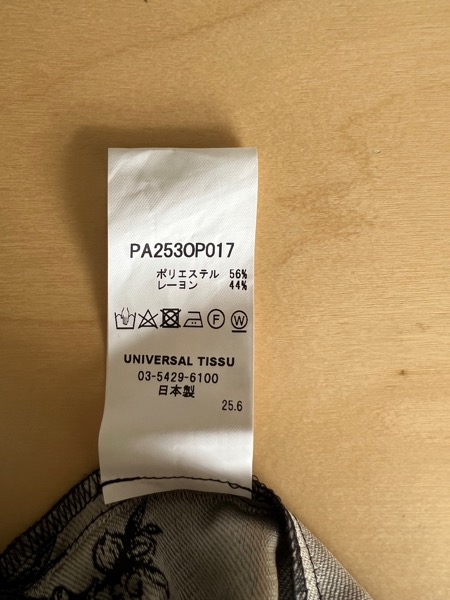 PA253OP017
ポリエステル 56%
レーヨン 44%
F W
UNIVERSAL TISSU
03-5429-6100
日本製
25.6